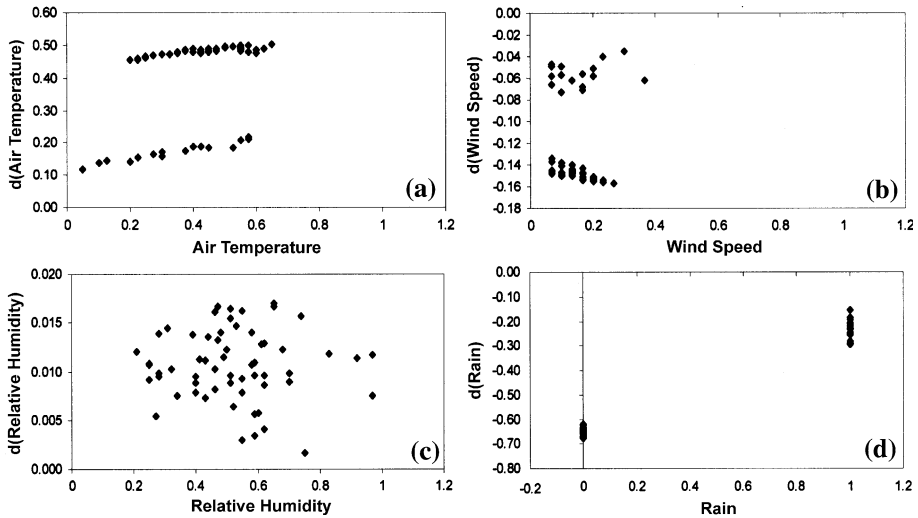 0.60
0.50
0.40
0.30
0.20
0.10
0.00
d(Air Temperature)
0 0.2 0.4 0.6 0.8 1 1.2
Air Temperature
(a)
0.00
-0.02
-0.04
-0.06
-0.08
-0.10
-0.12
-0.14
-0.16
-0.18
d(Wind Speed)
0 0.2 0.4 0.6 0.8 1 1.2
Wind Speed
(b)
0.020
0.015
0.010
0.005
0.000
d(Relative Humidity)
0 0.2 0.4 0.6 0.8 1 1.2
Relative Humidity
(c)
0.00
-0.10
-0.20
-0.30
-0.40
-0.50
-0.60
-0.70
-0.80
d(Rain)
-0.2 0 0.2 0.4 0.6 0.8 1 1.2
Rain
(d)